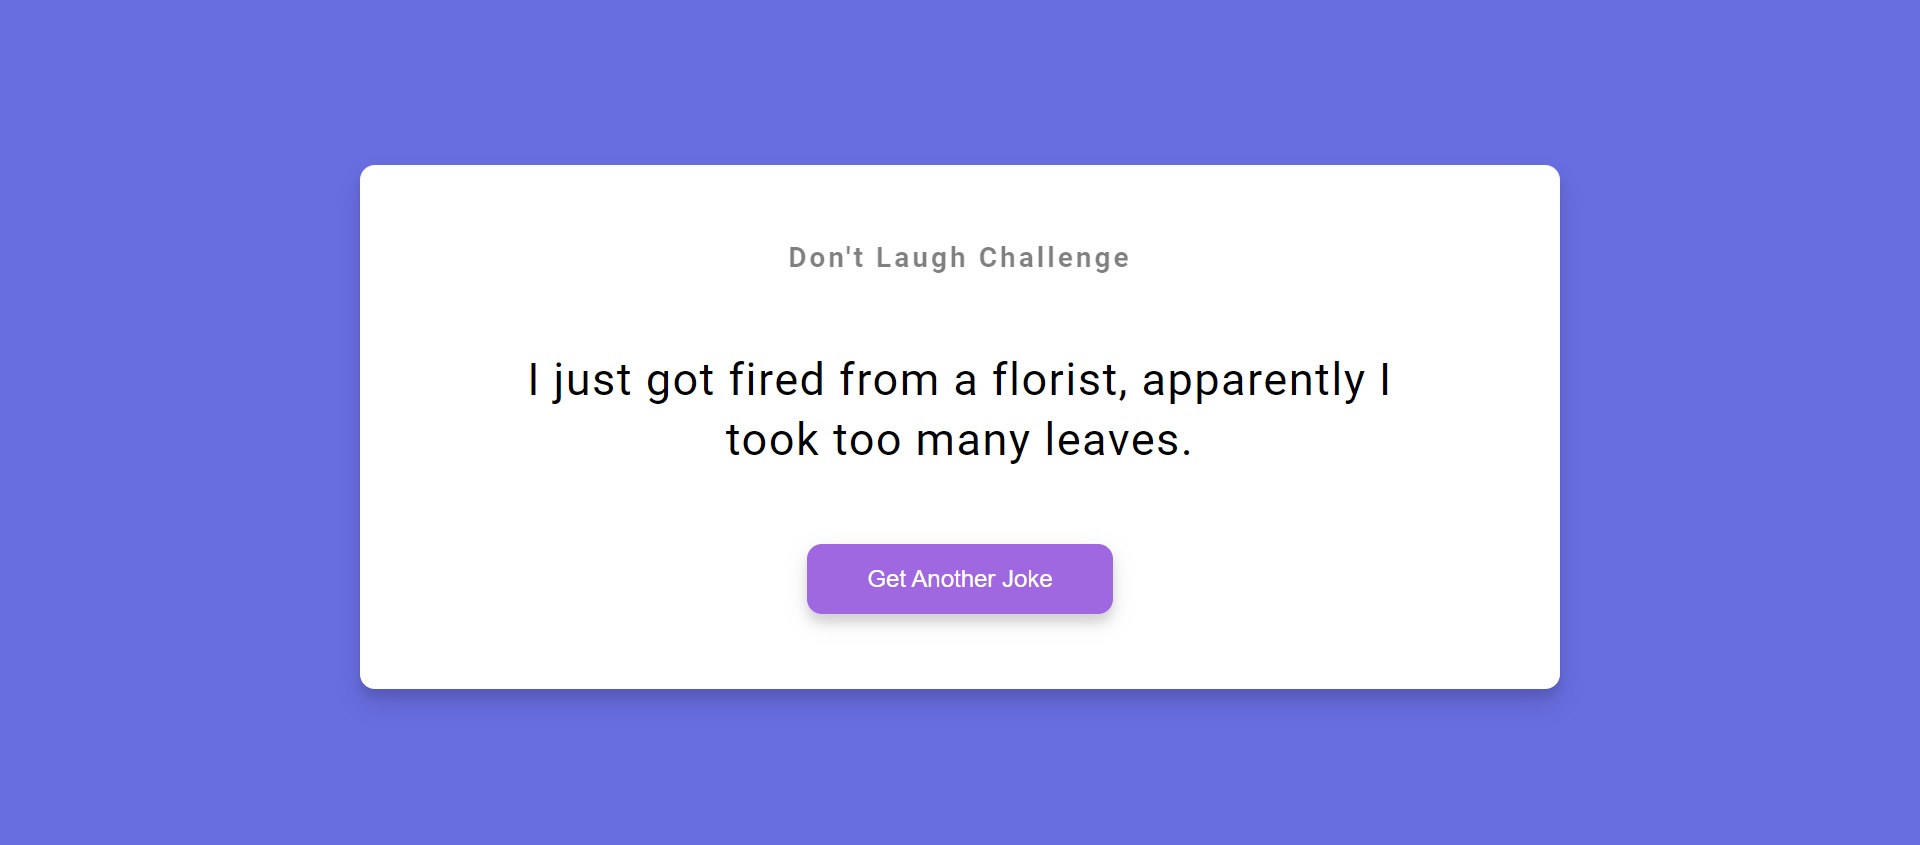 Don't Laugh Challenge
I just got fired from a florist, apparently I
took too many leaves.
Get Another Joke